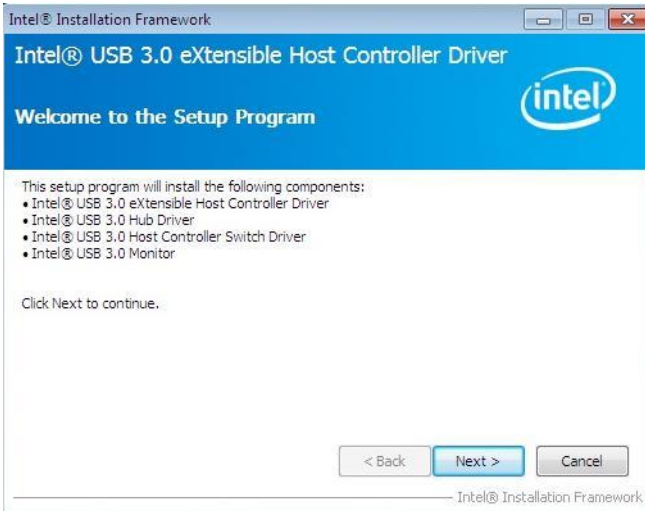 Intel® Installation Framework
Intel® USB 3.0 eXtensible Host Controller Driver
intel
Welcome to the Setup Program
This setup program will install the following components:
• Intel® USB 3.0 eXtensible Host Controller Driver
• Intel® USB 3.0 Hub Driver
• Intel® USB 3.0 Host Controller Switch Driver
• Intel® USB 3.0 Monitor
Click Next to continue.
< Back Next > Cancel
Intel® Installation Framework